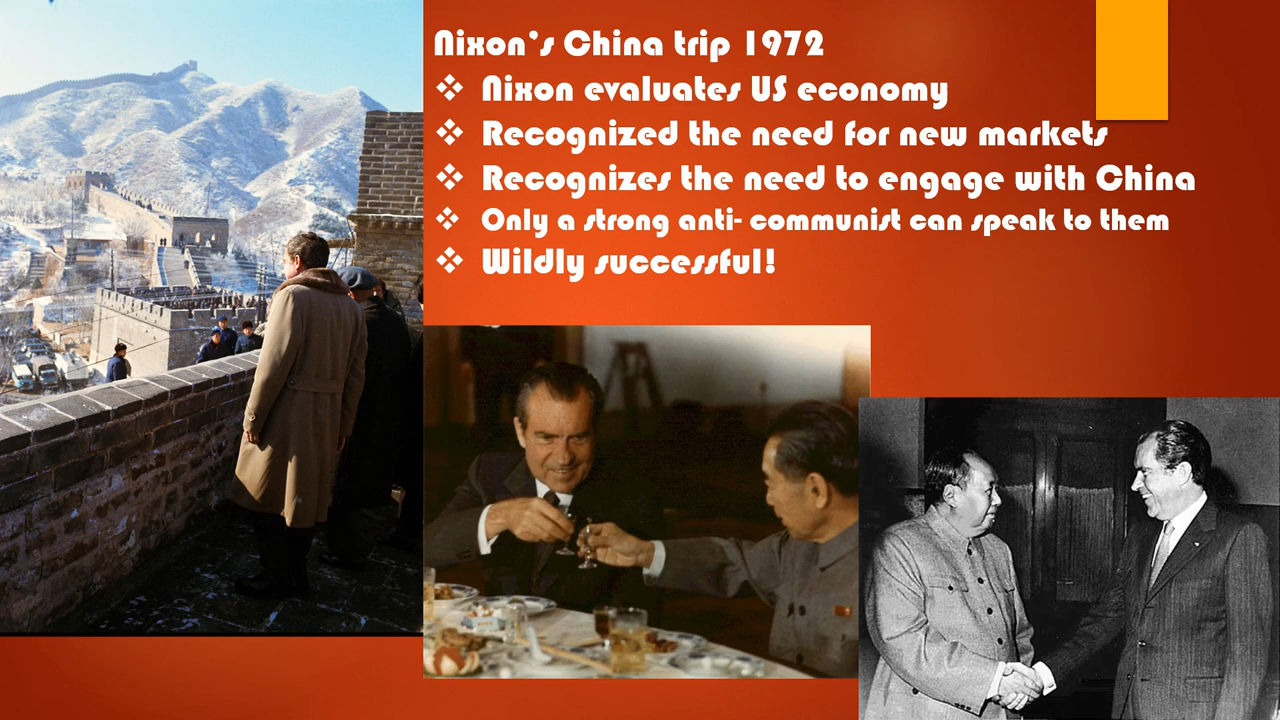 Nixon's China trip 1972
❖ Nixon evaluates US economy
❖ Recognized the need for new markets
❖ Recognizes the need to engage with China
❖ Only a strong anti- communist can speak to them
❖ Wildly successful!